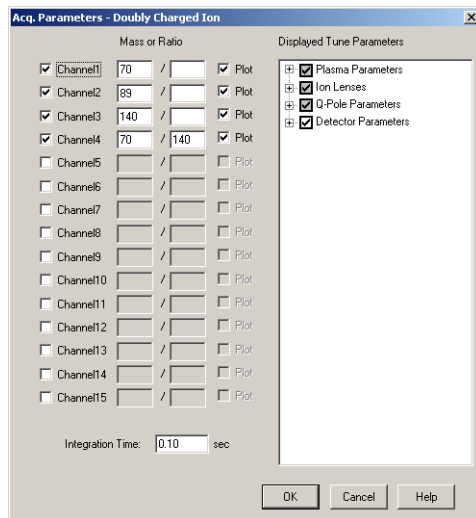 Acq. Parameters - Doubly Charged Ion
Mass or Ratio
Channel1 70 / Plot
Channel2 89 / Plot
Channel3 140 / Plot
Channel4 70 / 140 Plot
Channel5 / Plot
Channel6 / Plot
Channel7 / Plot
Channel8 / Plot
Channel9 / Plot
Channel10 / Plot
Channel11 / Plot
Channel12 / Plot
Channel13 / Plot
Channel14 / Plot
Channel15 / Plot
Integration Time: 0.10 sec
Displayed Tune Parameters
Plasma Parameters
Ion Lenses
Q-Pole Parameters
Detector Parameters
OK Cancel Help